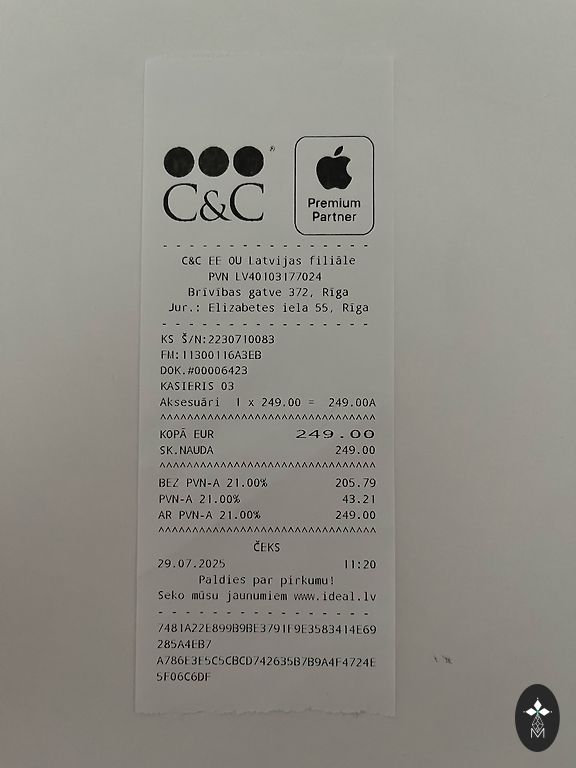 C&C
®
Premium
Partner
C&C EE OU Latvijas filiāle
PVN LV40103177024
Brīvības gatve 372, Rīga
Jur.: Elizabetes iela 55, Rīga
KS Š/N:2230710083
FM:11300116A3EB
DOK.#00006423
KASIERIS 03
Aksesuāri 1 x 249.00 = 249.00A
^^^^^^^^^^^^^^^^^^^^^^^^^^^^^^^^
KOPĀ EUR 249.00
SK.NAUDA 249.00
^^^^^^^^^^^^^^^^^^^^^^^^^^^^^^^^
BEZ PVN-A 21.00% 205.79
PVN-A 21.00% 43.21
AR PVN-A 21.00% 249.00
^^^^^^^^^^^^^^^^^^^^^^^^^^^^^^^^
ČEKS
29.07.2025 11:20
Paldies par pirkumu!
Seko mūsu jaunumiem www.ideal.lv
7481A22E899B9BE3791F9E3583414E69
285A4EB7
A786E3E5C5CBCD742635B7B9A4F4724E
5F06C6DF
M